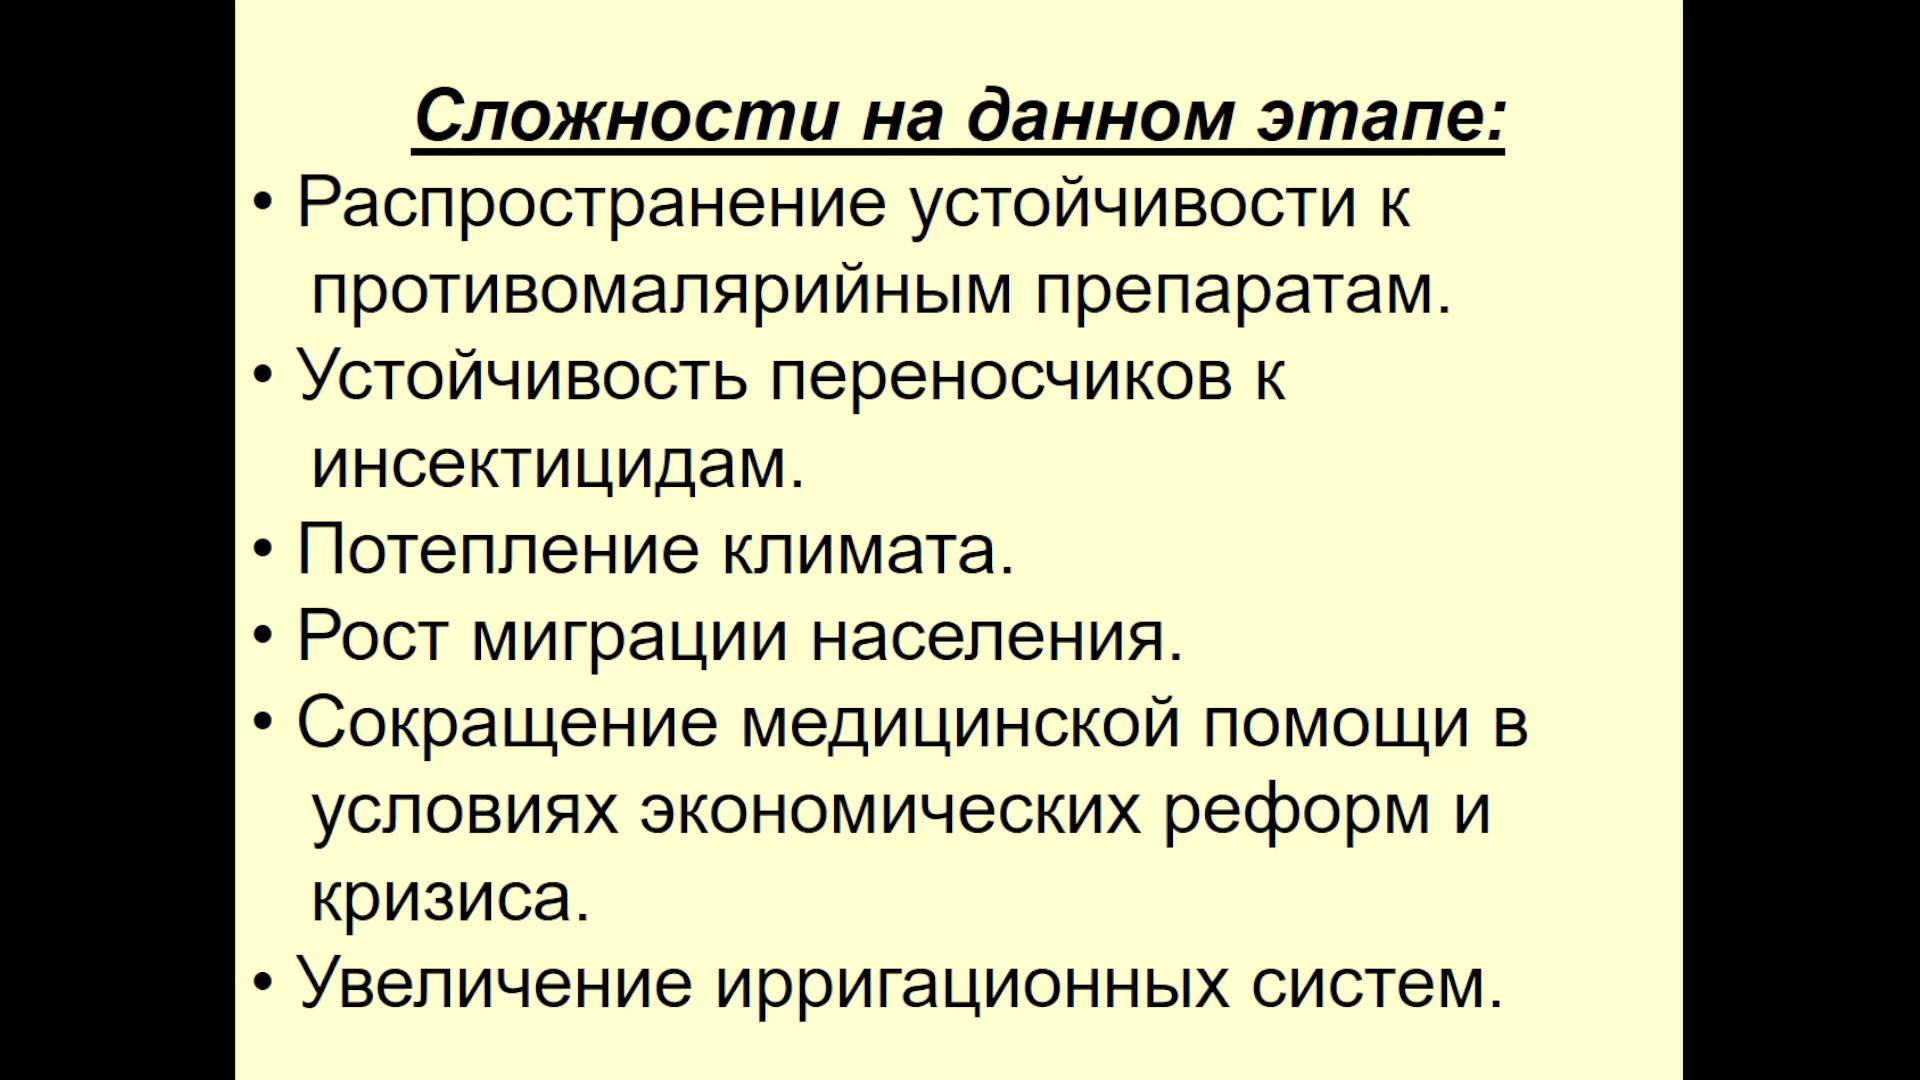 Сложности на данном этапе:
• Распространение устойчивости к
противомалярийным препаратам.
• Устойчивость переносчиков к
инсектицидам.
• Потепление климата.
• Рост миграции населения.
• Сокращение медицинской помощи в
условиях экономических реформ и
кризиса.
• Увеличение ирригационных систем.